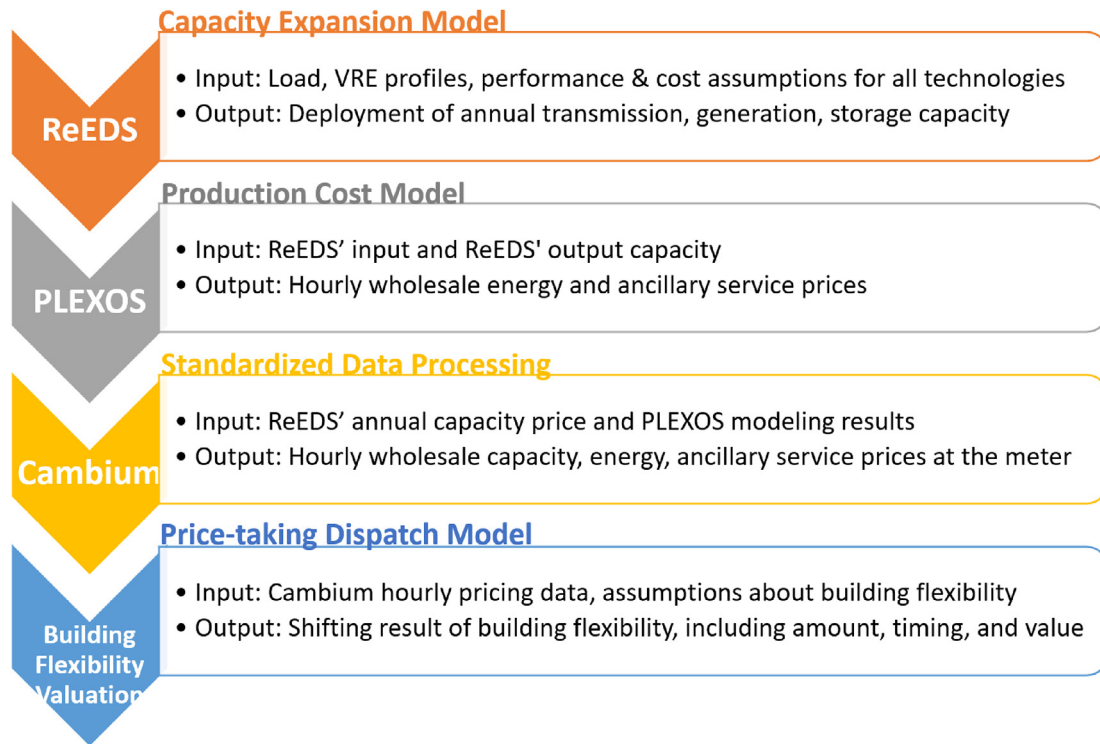 Capacity Expansion Model
ReEDS
• Input: Load, VRE profiles, performance & cost assumptions for all technologies
• Output: Deployment of annual transmission, generation, storage capacity
Production Cost Model
PLEXOS
• Input: ReEDS’ input and ReEDS' output capacity
• Output: Hourly wholesale energy and ancillary service prices
Standardized Data Processing
Cambium
• Input: ReEDS’ annual capacity price and PLEXOS modeling results
• Output: Hourly wholesale capacity, energy, ancillary service prices at the meter
Price-taking Dispatch Model
Building
Flexibility
Valuation
• Input: Cambium hourly pricing data, assumptions about building flexibility
• Output: Shifting result of building flexibility, including amount, timing, and value